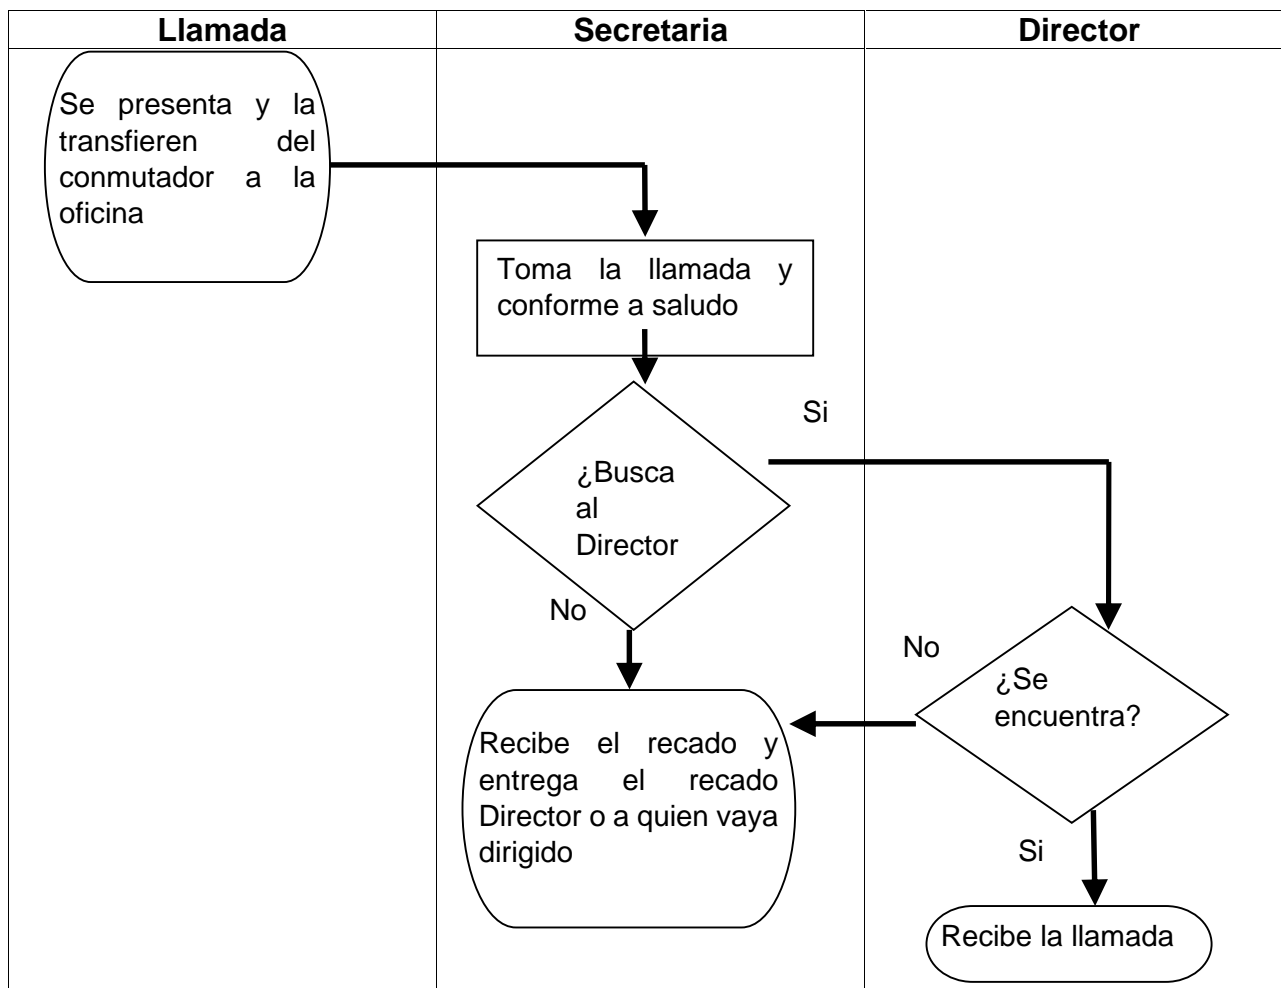 Llamada
Secretaria
Director
Se presenta y la
transfieren del
conmutador a la
oficina
Toma la llamada y
conforme a saludo
Si
¿Busca
al
Director
No
No
¿Se
encuentra?
Recibe el recado y
entrega el recado
Director o a quien vaya
dirigido
Si
Recibe la llamada